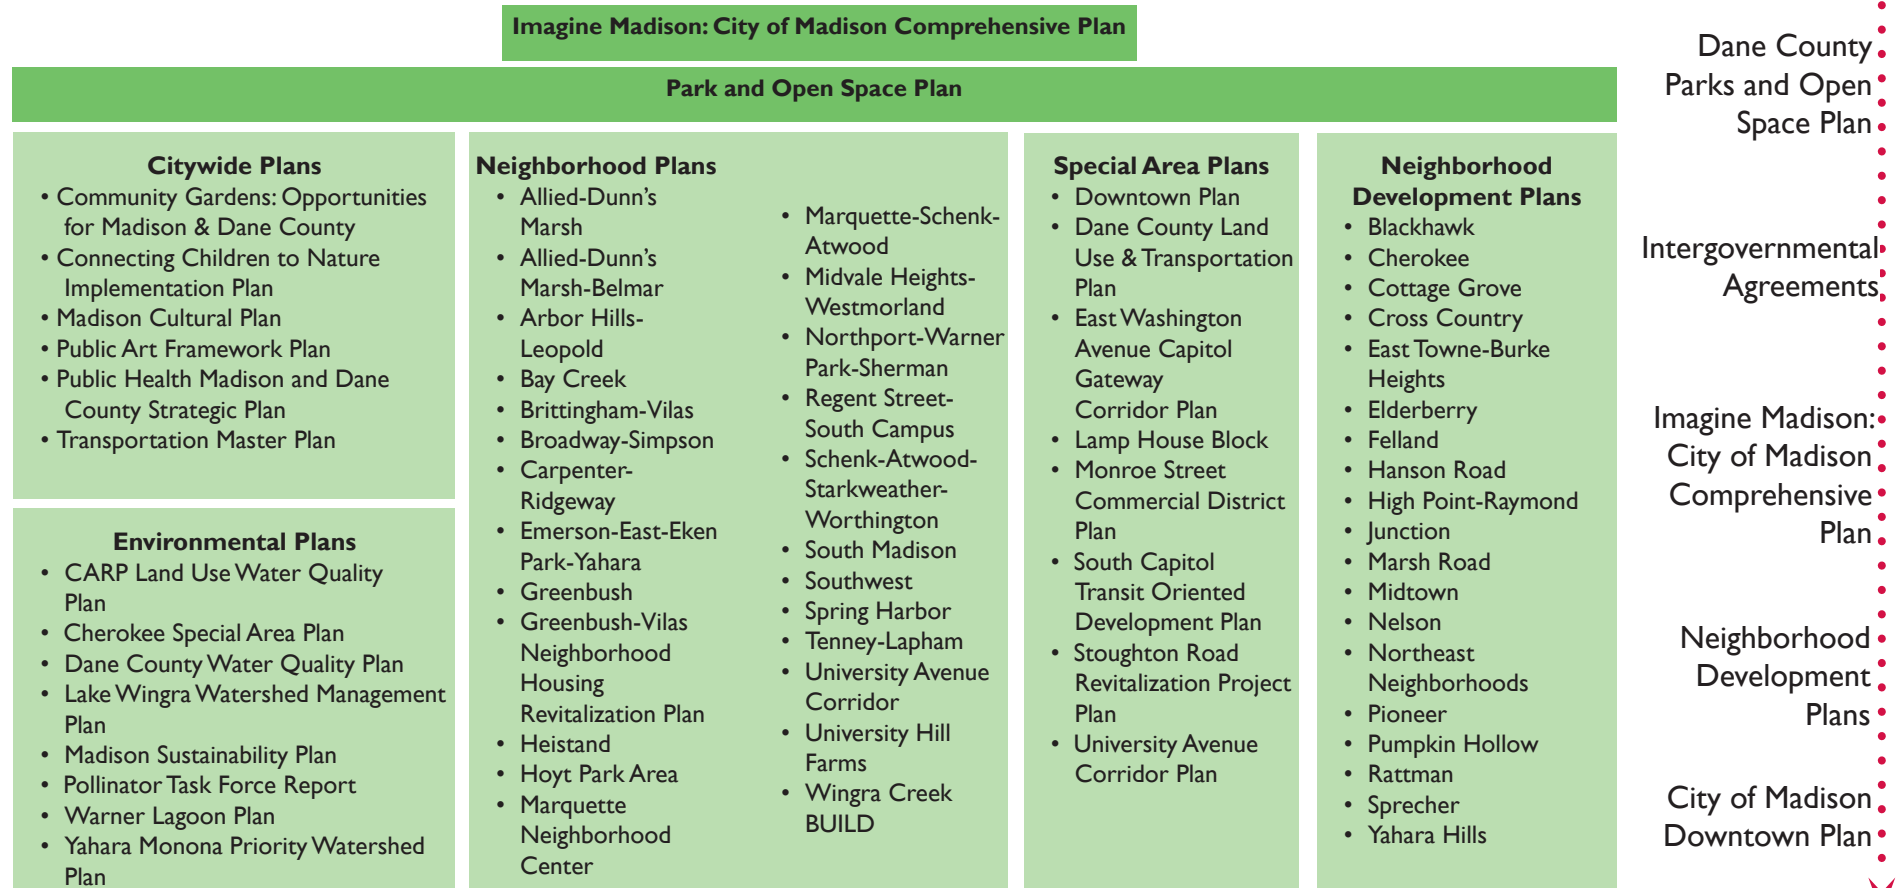 Imagine Madison: City of Madison Comprehensive Plan
Park and Open Space Plan
Citywide Plans
• Community Gardens: Opportunities
for Madison & Dane County
• Connecting Children to Nature
Implementation Plan
• Madison Cultural Plan
• Public Art Framework Plan
• Public Health Madison and Dane
County Strategic Plan
• Transportation Master Plan
Environmental Plans
• CARP Land Use Water Quality
Plan
• Cherokee Special Area Plan
• Dane County Water Quality Plan
• Lake Wingra Watershed Management
Plan
• Madison Sustainability Plan
• Pollinator Task Force Report
• Warner Lagoon Plan
• Yahara Monona Priority Watershed
Plan
Neighborhood Plans
• Allied-Dunn's
Marsh
• Allied-Dunn's
Marsh-Belmar
• Arbor Hills-
Leopold
• Bay Creek
• Brittingham-Vilas
• Broadway-Simpson
• Carpenter-
Ridgeway
• Emerson-East-Eken
Park-Yahara
• Greenbush
• Greenbush-Vilas
Neighborhood
Housing
Revitalization Plan
• Heistand
• Hoyt Park Area
• Marquette
Neighborhood
Center
• Marquette-Schenk-
Atwood
• Midvale Heights-
Westmorland
• Northport-Warner
Park-Sherman
• Regent Street-
South Campus
• Schenk-Atwood-
Starkweather-
Worthington
• South Madison
• Southwest
• Spring Harbor
• Tenney-Lapham
• University Avenue
Corridor
• University Hill
Farms
• Wingra Creek
BUILD
Special Area Plans
• Downtown Plan
• Dane County Land
Use & Transportation
Plan
• East Washington
Avenue Capitol
Gateway
Corridor Plan
• Lamp House Block
• Monroe Street
Commercial District
Plan
• South Capitol
Transit Oriented
Development Plan
• Stoughton Road
Revitalization Project
Plan
• University Avenue
Corridor Plan
Neighborhood
Development Plans
• Blackhawk
• Cherokee
• Cottage Grove
• Cross Country
• East Towne-Burke
Heights
• Elderberry
• Felland
• Hanson Road
• High Point-Raymond
• Junction
• Marsh Road
• Midtown
• Nelson
• Northeast
Neighborhoods
• Pioneer
• Pumpkin Hollow
• Rattman
• Sprecher
• Yahara Hills
Dane County
Parks and Open
Space Plan
Intergovernmental
Agreements
Imagine Madison:
City of Madison
Comprehensive
Plan
Neighborhood
Development
Plans
City of Madison
Downtown Plan